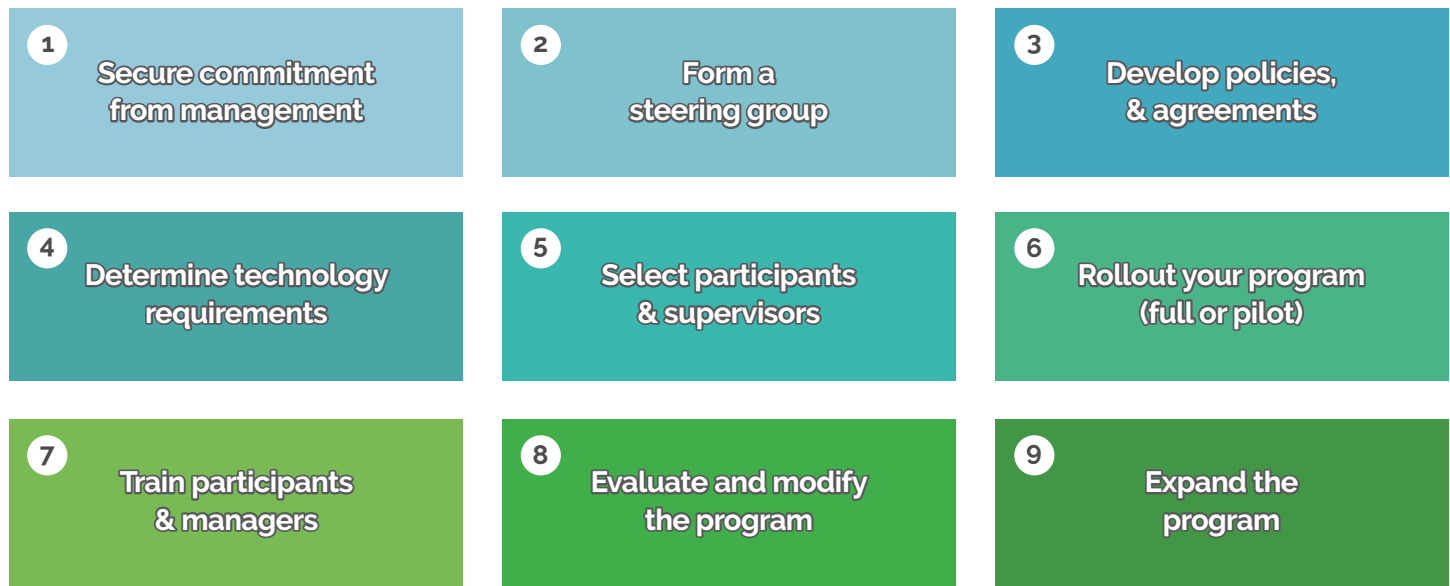 1
Secure commitment
from management
2
Form a
steering group
3
Develop policies,
& agreements
4
Determine technology
requirements
5
Select participants
& supervisors
6
Rollout your program
(full or pilot)
7
Train participants
& managers
8
Evaluate and modify
the program
9
Expand the
program